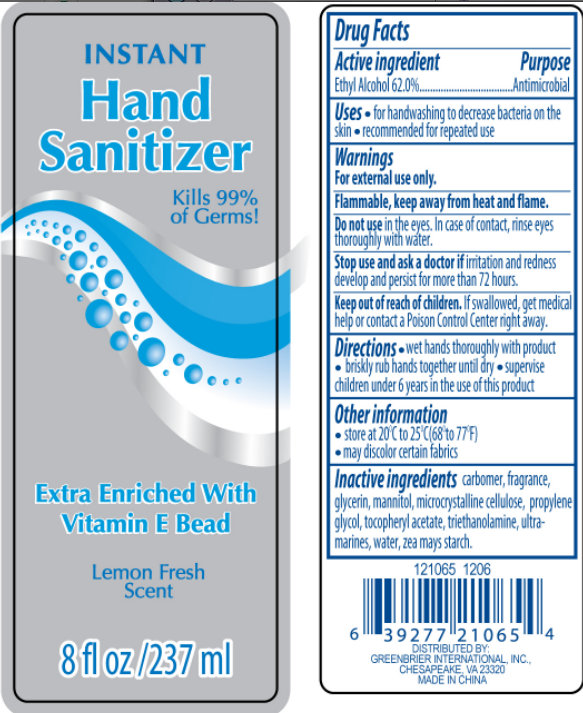 INSTANT
Hand
Sanitizer
Kills 99%
of Germs!
Extra Enriched With
Vitamin E Bead
Lemon Fresh
Scent
8 fl oz /237 ml
Drug Facts
Active ingredient Purpose
Ethyl Alcohol 62.0%....................................Antimicrobial
Uses • for handwashing to decrease bacteria on the
skin • recommended for repeated use
Warnings
For external use only.
Flammable, keep away from heat and flame.
Do not use in the eyes. In case of contact, rinse eyes
thoroughly with water.
Stop use and ask a doctor if irritation and redness
develop and persist for more than 72 hours.
Keep out of reach of children. If swallowed, get medical
help or contact a Poison Control Center right away.
Directions • wet hands thoroughly with product
• briskly rub hands together until dry • supervise
children under 6 years in the use of this product
Other information
• store at 20°C to 25°C(68°to 77°F)
• may discolor certain fabrics
Inactive ingredients carbomer, fragrance,
glycerin, mannitol, microcrystalline cellulose, propylene
glycol, tocopheryl acetate, triethanolamine, ultra-
marines, water, zea mays starch.
121065 1206
6 39277 21065 4
DISTRIBUTED BY:
GREENBRIER INTERNATIONAL, INC.,
CHESAPEAKE, VA 23320
MADE IN CHINA